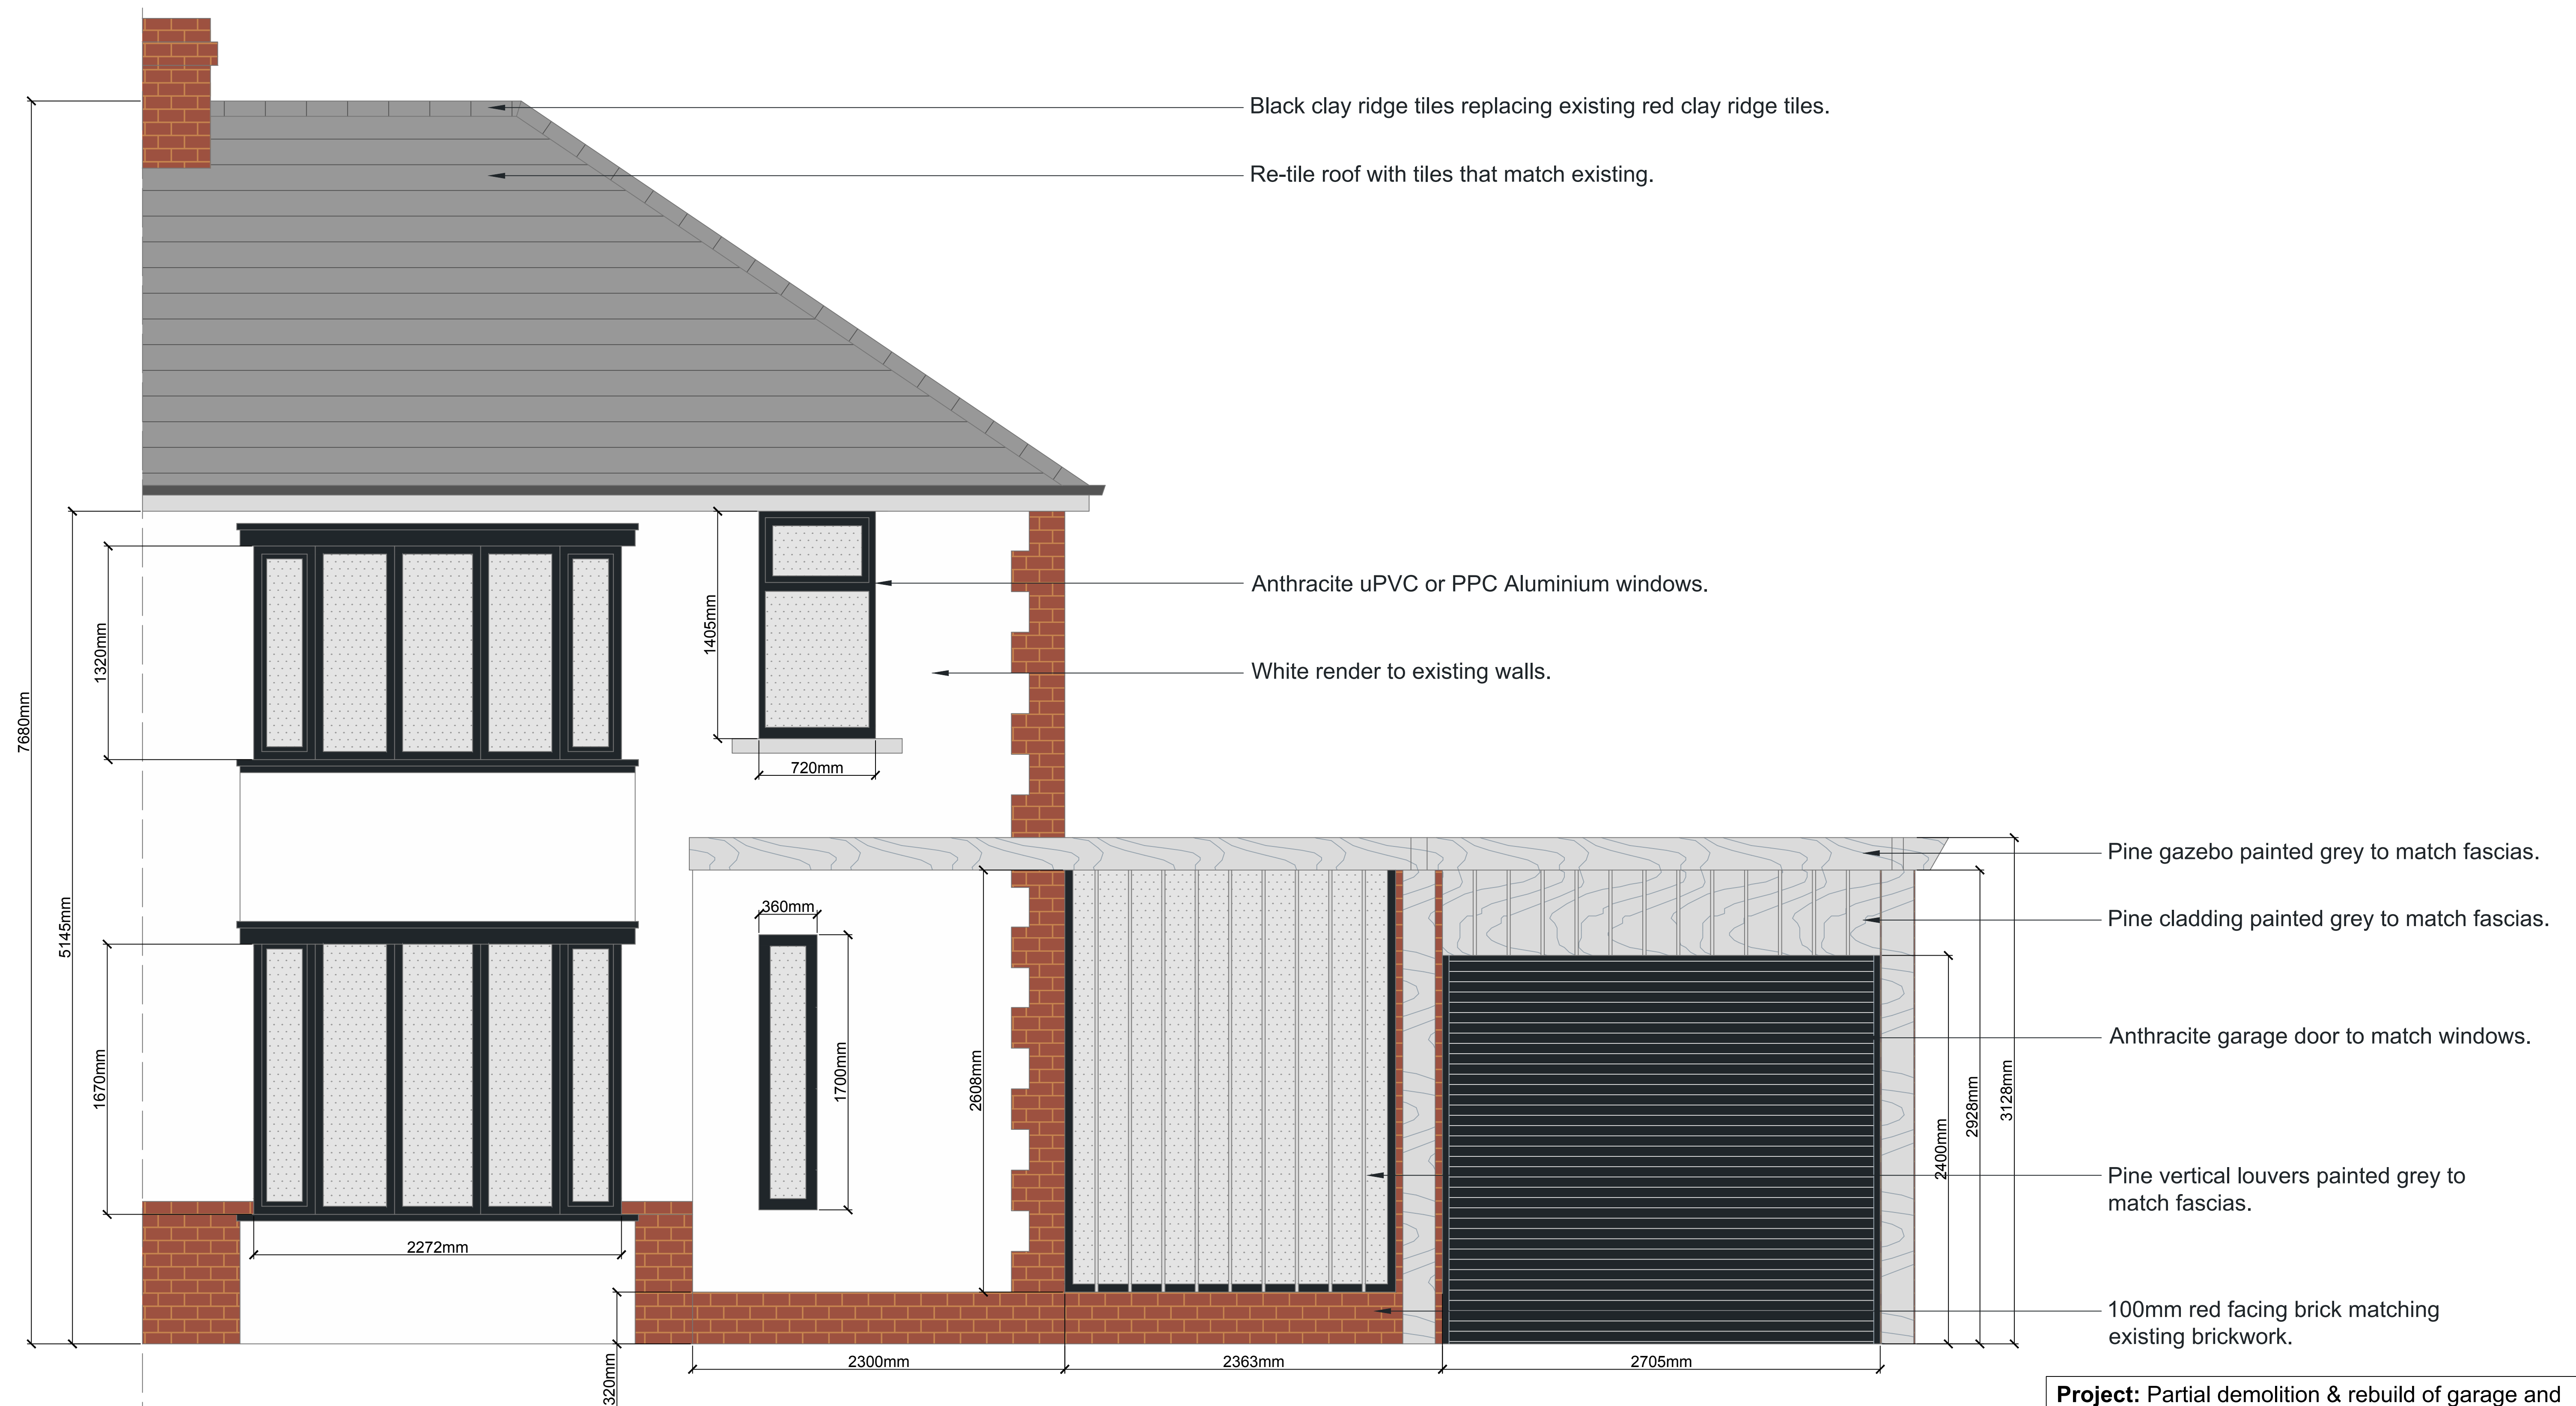 Black clay ridge tiles replacing existing red clay ridge tiles.
Re-tile roof with tiles that match existing.
Anthracite uPVC or PPC Aluminium windows.
1405mm
1320mm
White render to existing walls.
7680mm
720mm
Pine gazebo painted grey to match fascias.
360mm
Pine cladding painted grey to match fascias.
5145mm
Anthracite garage door to match windows.
1670mm
1700mm
2608mm
2400mm
2928mm
3128mm
Pine vertical louvers painted grey to
match fascias.
2272mm
100mm red facing brick matching
existing brickwork.
320mm
2300mm
2363mm
2705mm
Project: Partial demolition & rebuild of garage and